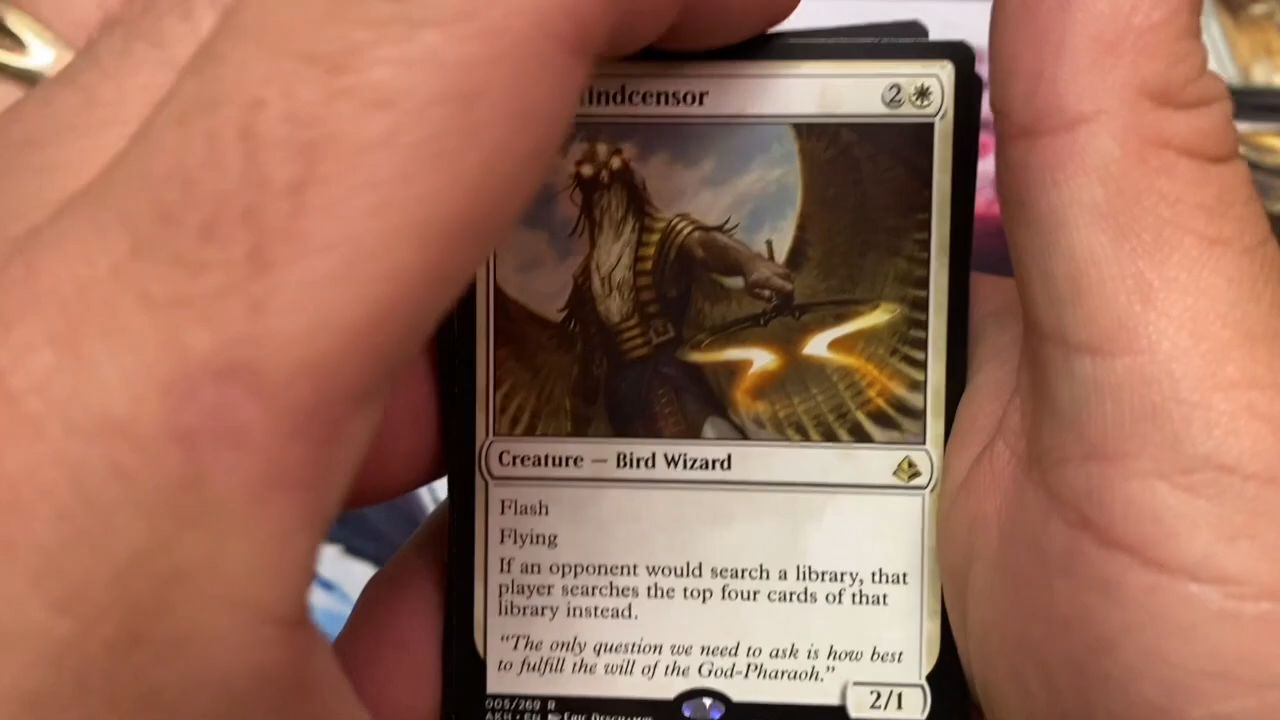 indcensor 2
Creature — Bird Wizard
Flash
Flying
If an opponent would search a library, that
player searches the top four cards of that
library instead.
"The only question we need to ask is how best
to fulfill the will of the God-Pharaoh."
2/1
005/269 R
AKH • EN Eric